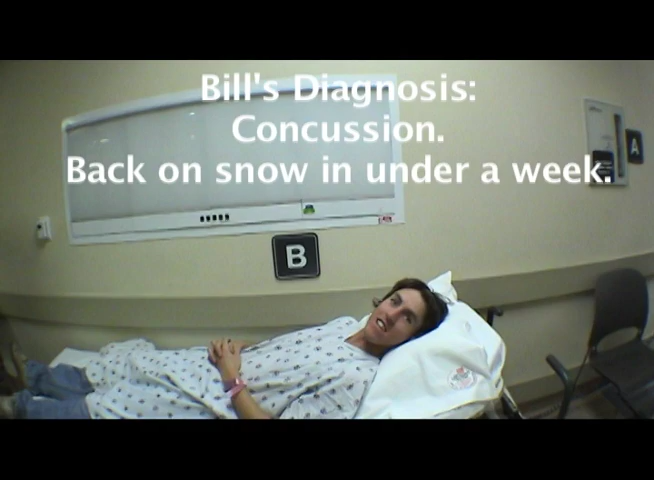 Bill's Diagnosis:
Concussion.
Back on snow in under a week.
A
B